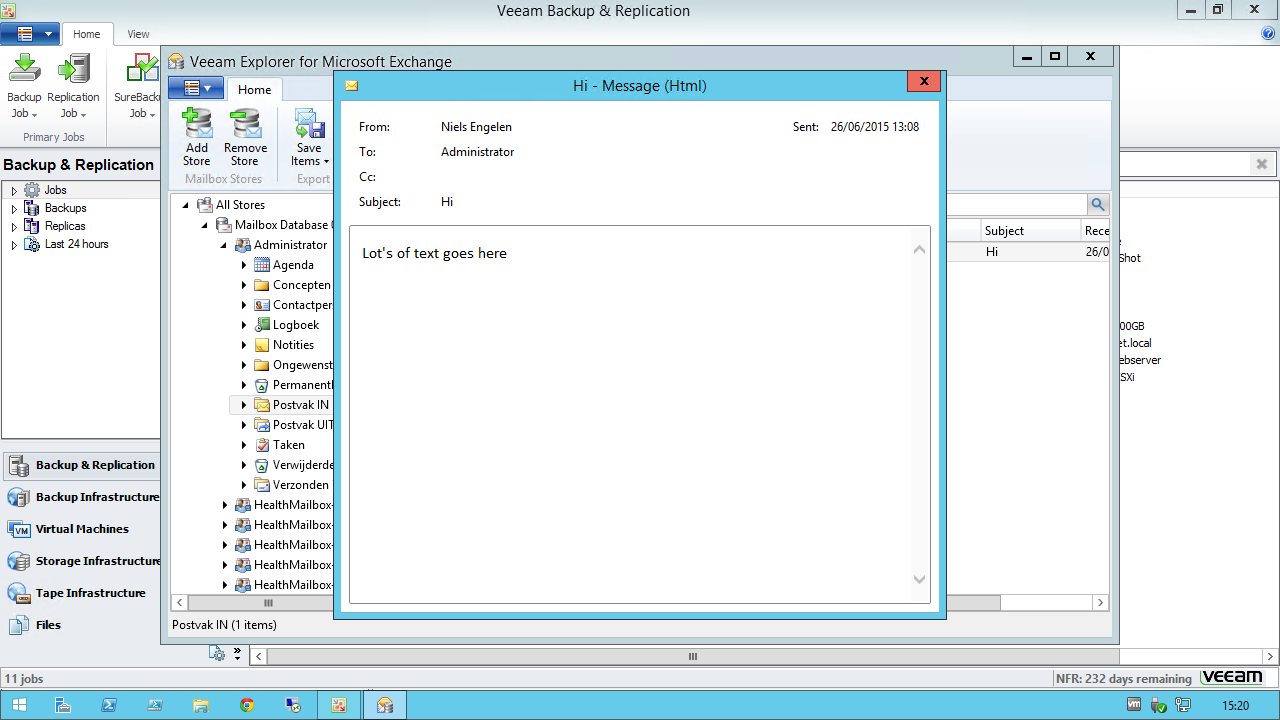 Veeam Backup & Replication
Home
View
Backup Job
Replication Job
SureBackup Job
Primary Jobs
Backup & Replication
Jobs
Backups
Replicas
Last 24 hours
Backup & Replication
Backup Infrastructure
Virtual Machines
Storage Infrastructure
Tape Infrastructure
Files
11 jobs
NFR: 232 days remaining
veeam
Veeam Explorer for Microsoft Exchange
Home
Add Store
Remove Store
Save Items
Mailbox Stores
Export
All Stores
Mailbox Database
Administrator
Agenda
Concepten
Contactper
Logboek
Notities
Ongewenst
Permanent
Postvak IN
Postvak UIT
Taken
Verwijderde
Verzonden
HealthMailbox-
HealthMailbox-
HealthMailbox-
HealthMailbox-
HealthMailbox-
Postvak IN (1 items)
Subject
Rece
Hi
26/0
Shot
00GB
et.local
ebserver
SXi
Hi - Message (Html)
From:
Niels Engelen
Sent:
26/06/2015 13:08
To:
Administrator
Cc:
Subject:
Hi
Lot's of text goes here
VM
15:20